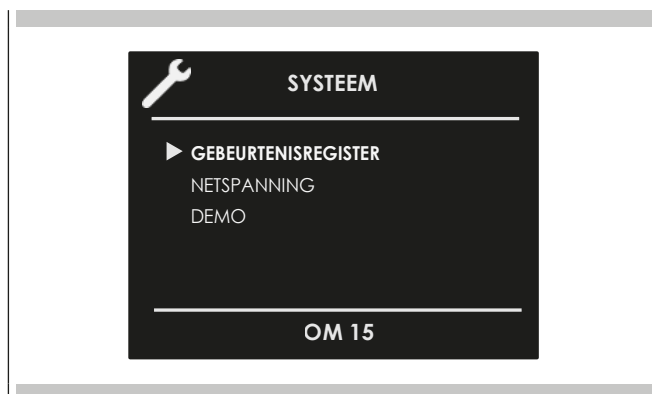 SYSTEEM
GEBEURTENISREGISTER
NETSPANNING
DEMO
OM 15